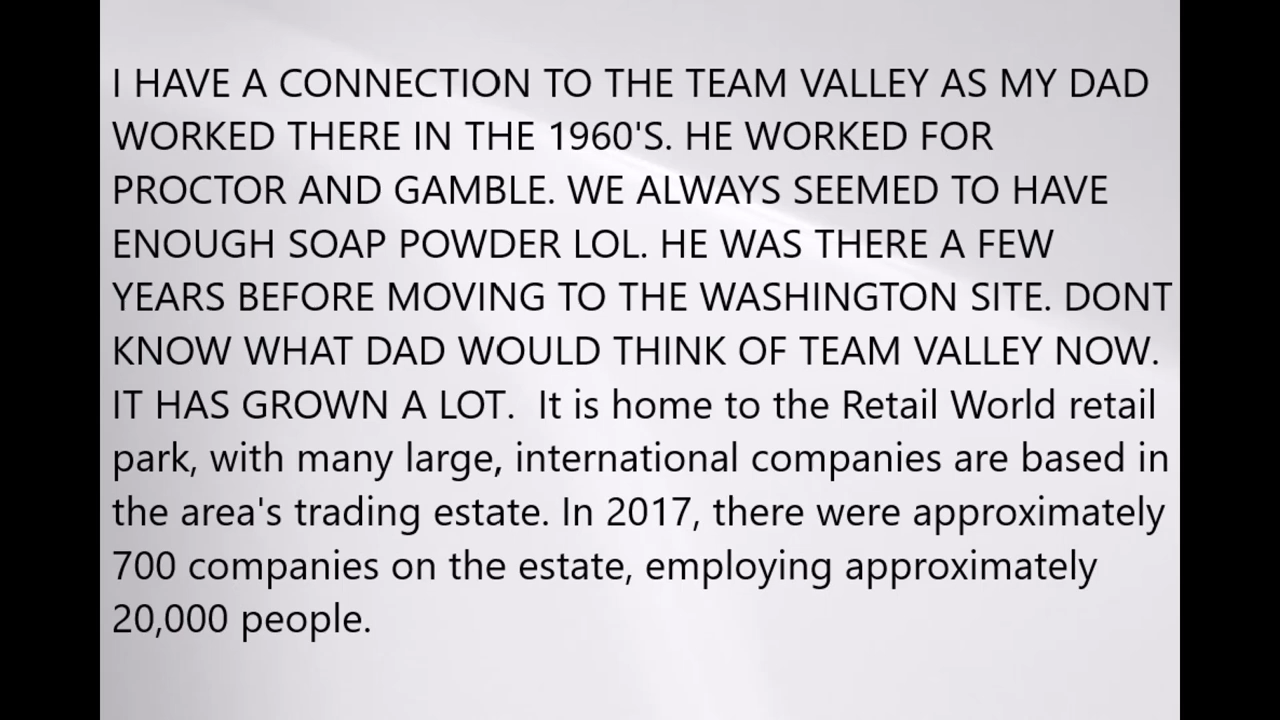 I HAVE A CONNECTION TO THE TEAM VALLEY AS MY DAD
WORKED THERE IN THE 1960'S. HE WORKED FOR
PROCTOR AND GAMBLE. WE ALWAYS SEEMED TO HAVE
ENOUGH SOAP POWDER LOL. HE WAS THERE A FEW
YEARS BEFORE MOVING TO THE WASHINGTON SITE. DONT
KNOW WHAT DAD WOULD THINK OF TEAM VALLEY NOW.
IT HAS GROWN A LOT.  It is home to the Retail World retail
park, with many large, international companies are based in
the area's trading estate. In 2017, there were approximately
700 companies on the estate, employing approximately
20,000 people.